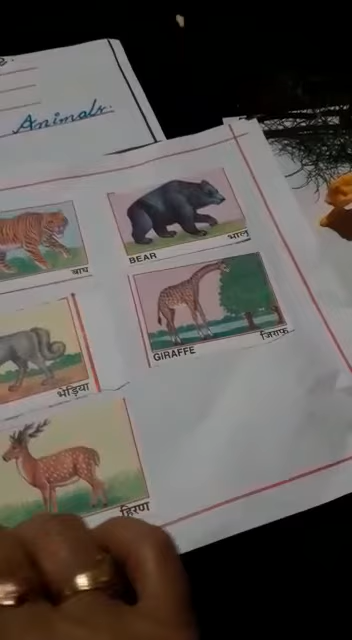 Animals.
बाघ
BEAR भालू
भेड़िया
GIRAFFE जिराफ़
हिरण